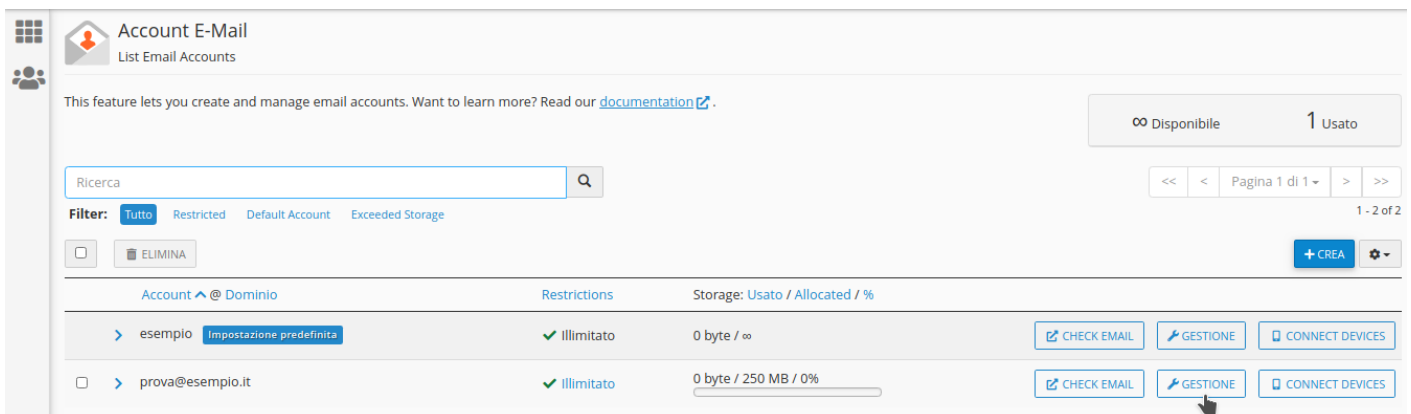 Account E-Mail
List Email Accounts
This feature lets you create and manage email accounts. Want to learn more? Read our documentation .
∞ Disponibile 1 Usato
Ricerca
<< < Pagina 1 di 1 > >>
Filter: Tutto Restricted Default Account Exceeded Storage
1 - 2 of 2
ELIMINA
+ CREA
Account @ Dominio Restrictions Storage: Usato / Allocated / %
esempio Impostazione predefinita Illimitato 0 byte / ∞ CHECK EMAIL GESTIONE CONNECT DEVICES
prova@esempio.it Illimitato 0 byte / 250 MB / 0% CHECK EMAIL GESTIONE CONNECT DEVICES